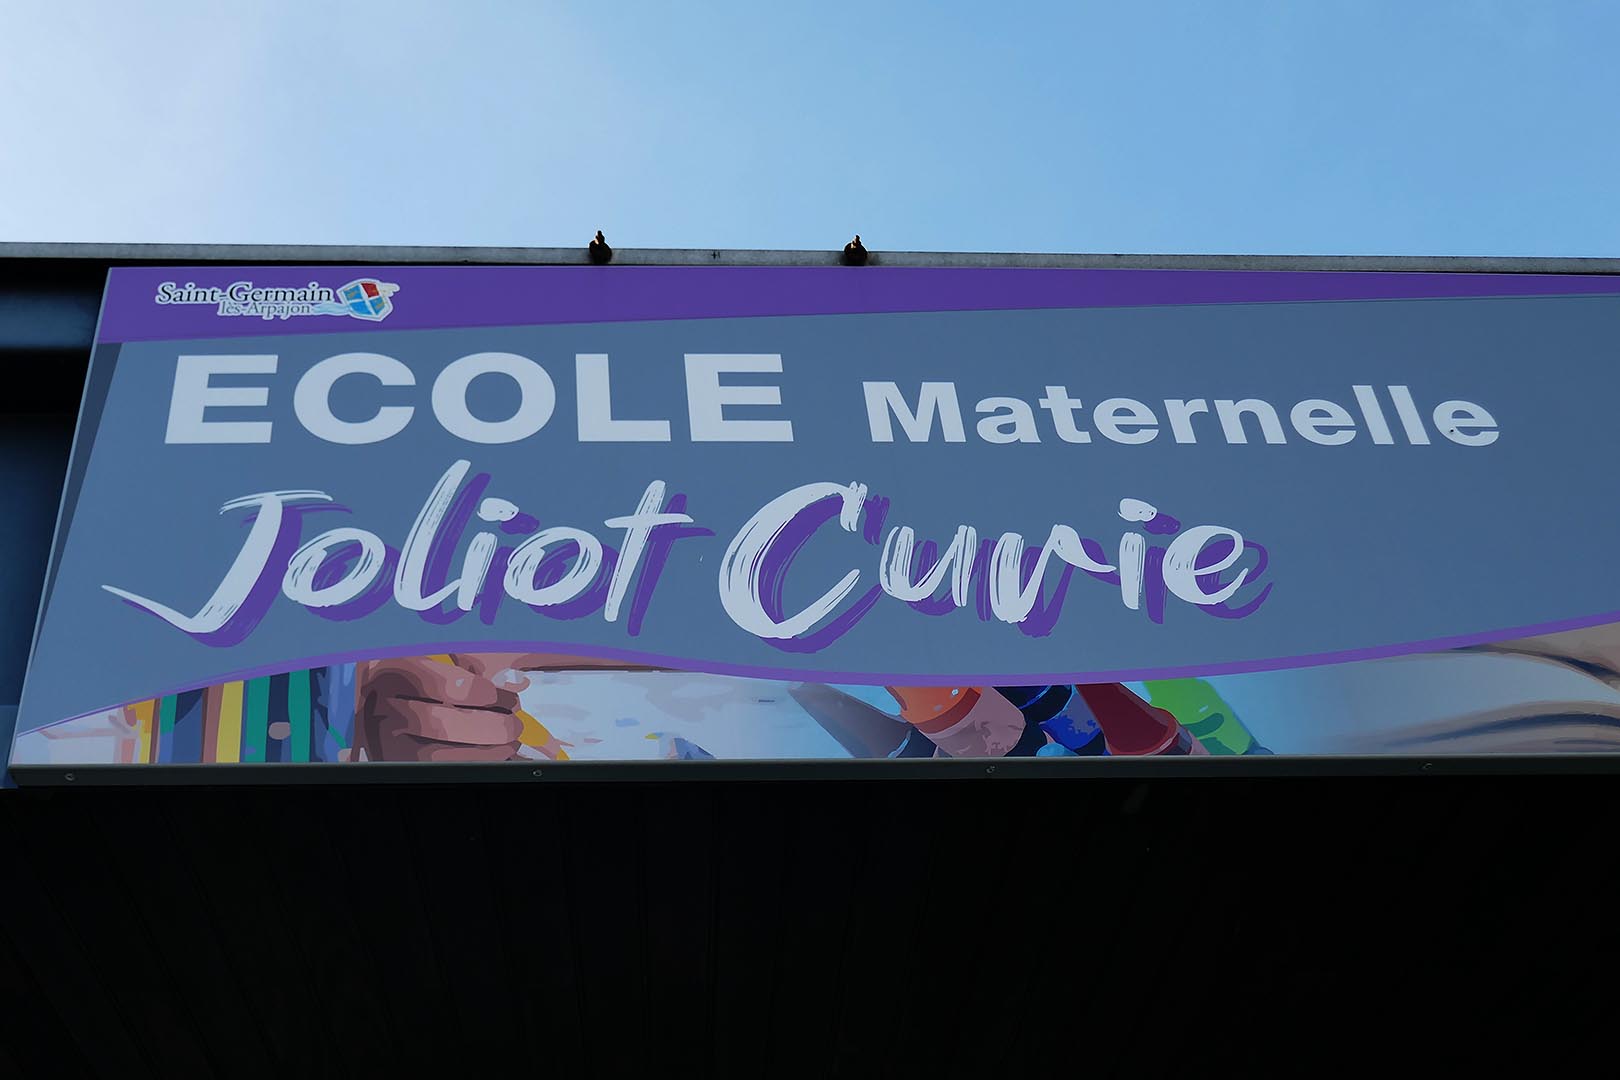 Saint-Germain
lès-Arpajon
ECOLE Maternelle
Joliot Curie